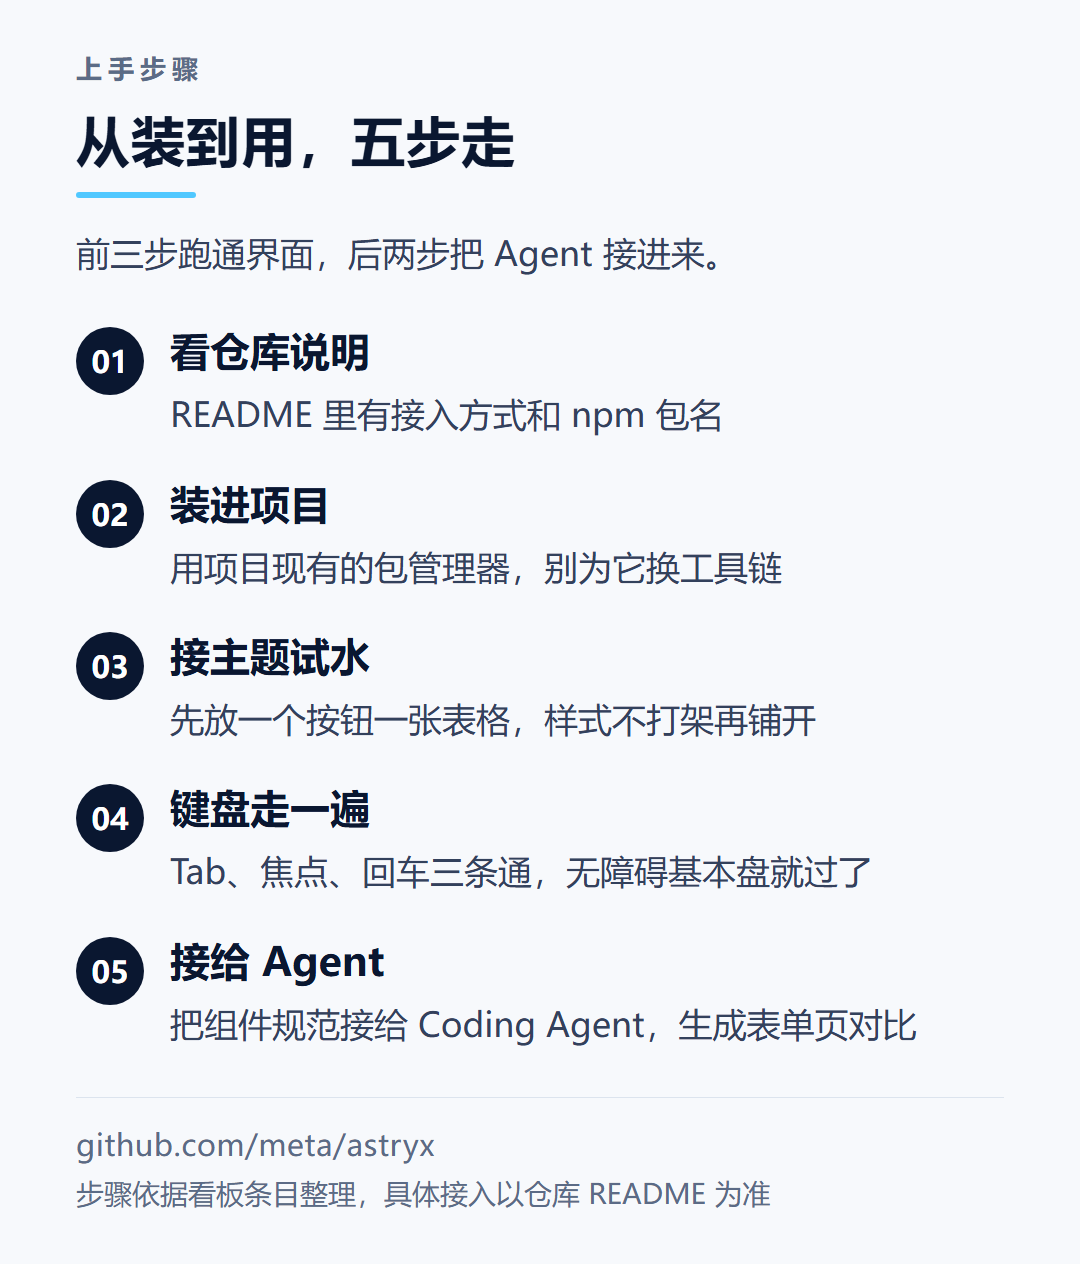 上手步骤
从装到用，五步走
前三步跑通界面，后两步把 Agent 接进来。
01
看仓库说明
README 里有接入方式和 npm 包名
02
装进项目
用项目现有的包管理器，别为它换工具链
03
接主题试水
先放一个按钮一张表格，样式不打架再铺开
04
键盘走一遍
Tab、焦点、回车三条通，无障碍基本盘就过了
05
接给 Agent
把组件规范接给 Coding Agent，生成表单页对比
github.com/meta/astryx
步骤依据看板条目整理，具体接入以仓库 README 为准